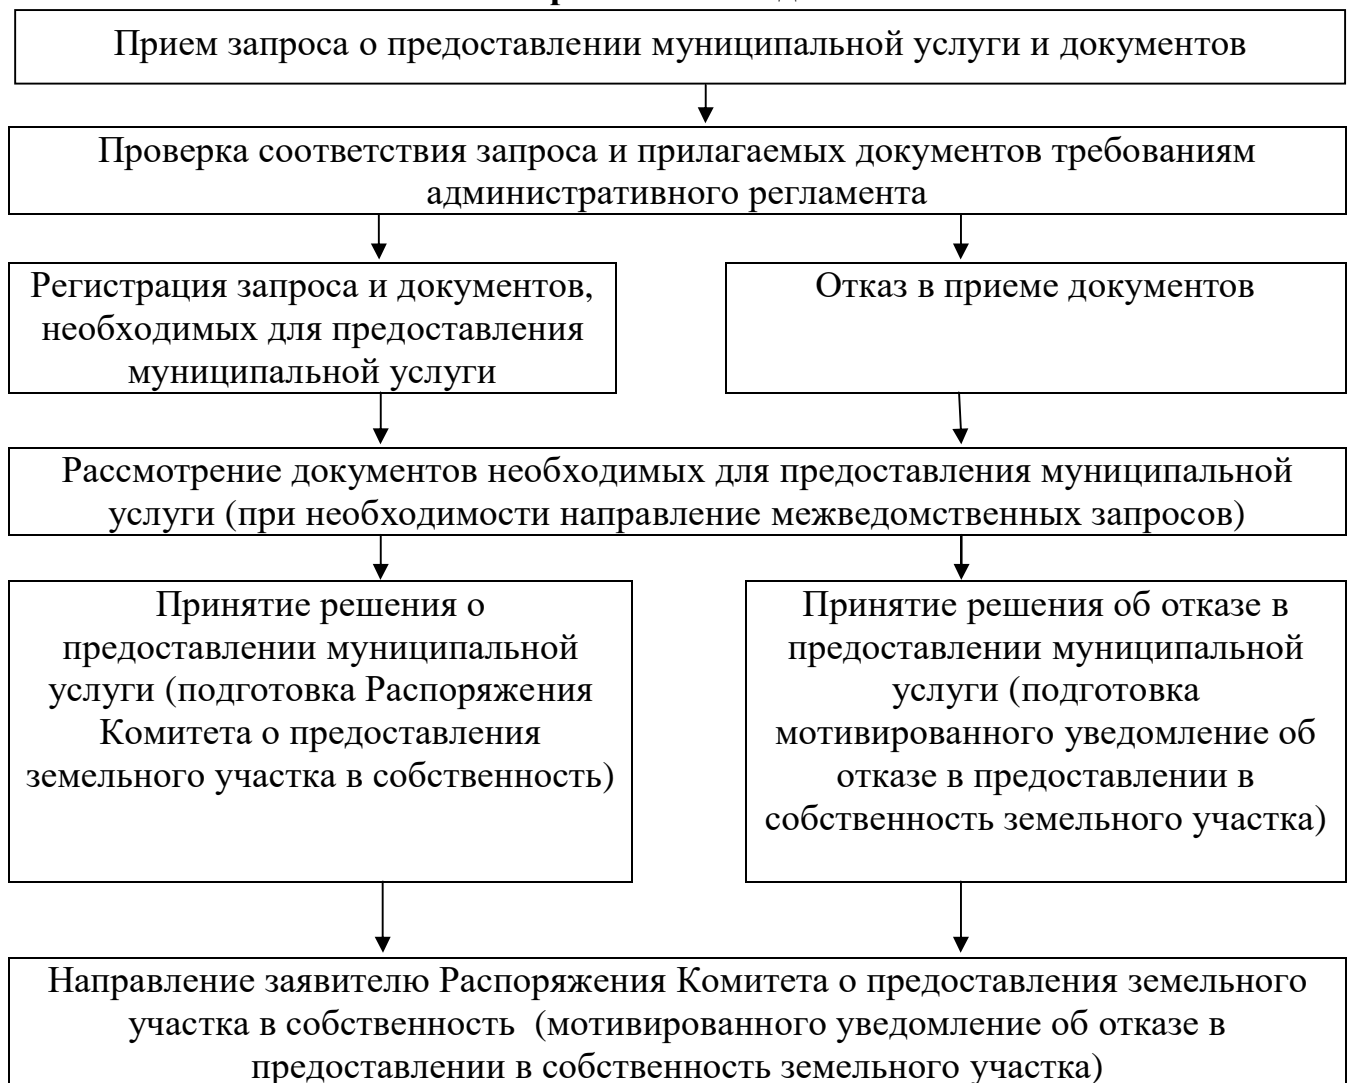 Прием запроса о предоставлении муниципальной услуги и документов
Проверка соответствия запроса и прилагаемых документов требованиям
административного регламента
Регистрация запроса и документов,
необходимых для предоставления
муниципальной услуги
Отказ в приеме документов
Рассмотрение документов необходимых для предоставления муниципальной
услуги (при необходимости направление межведомственных запросов)
Принятие решения о
предоставлении муниципальной
услуги (подготовка Распоряжения
Комитета о предоставления
земельного участка в собственность)
Принятие решения об отказе в
предоставлении муниципальной
услуги (подготовка
мотивированного уведомление об
отказе в предоставлении в
собственность земельного участка)
Направление заявителю Распоряжения Комитета о предоставления земельного
участка в собственность (мотивированного уведомление об отказе в
предоставлении в собственность земельного участка)